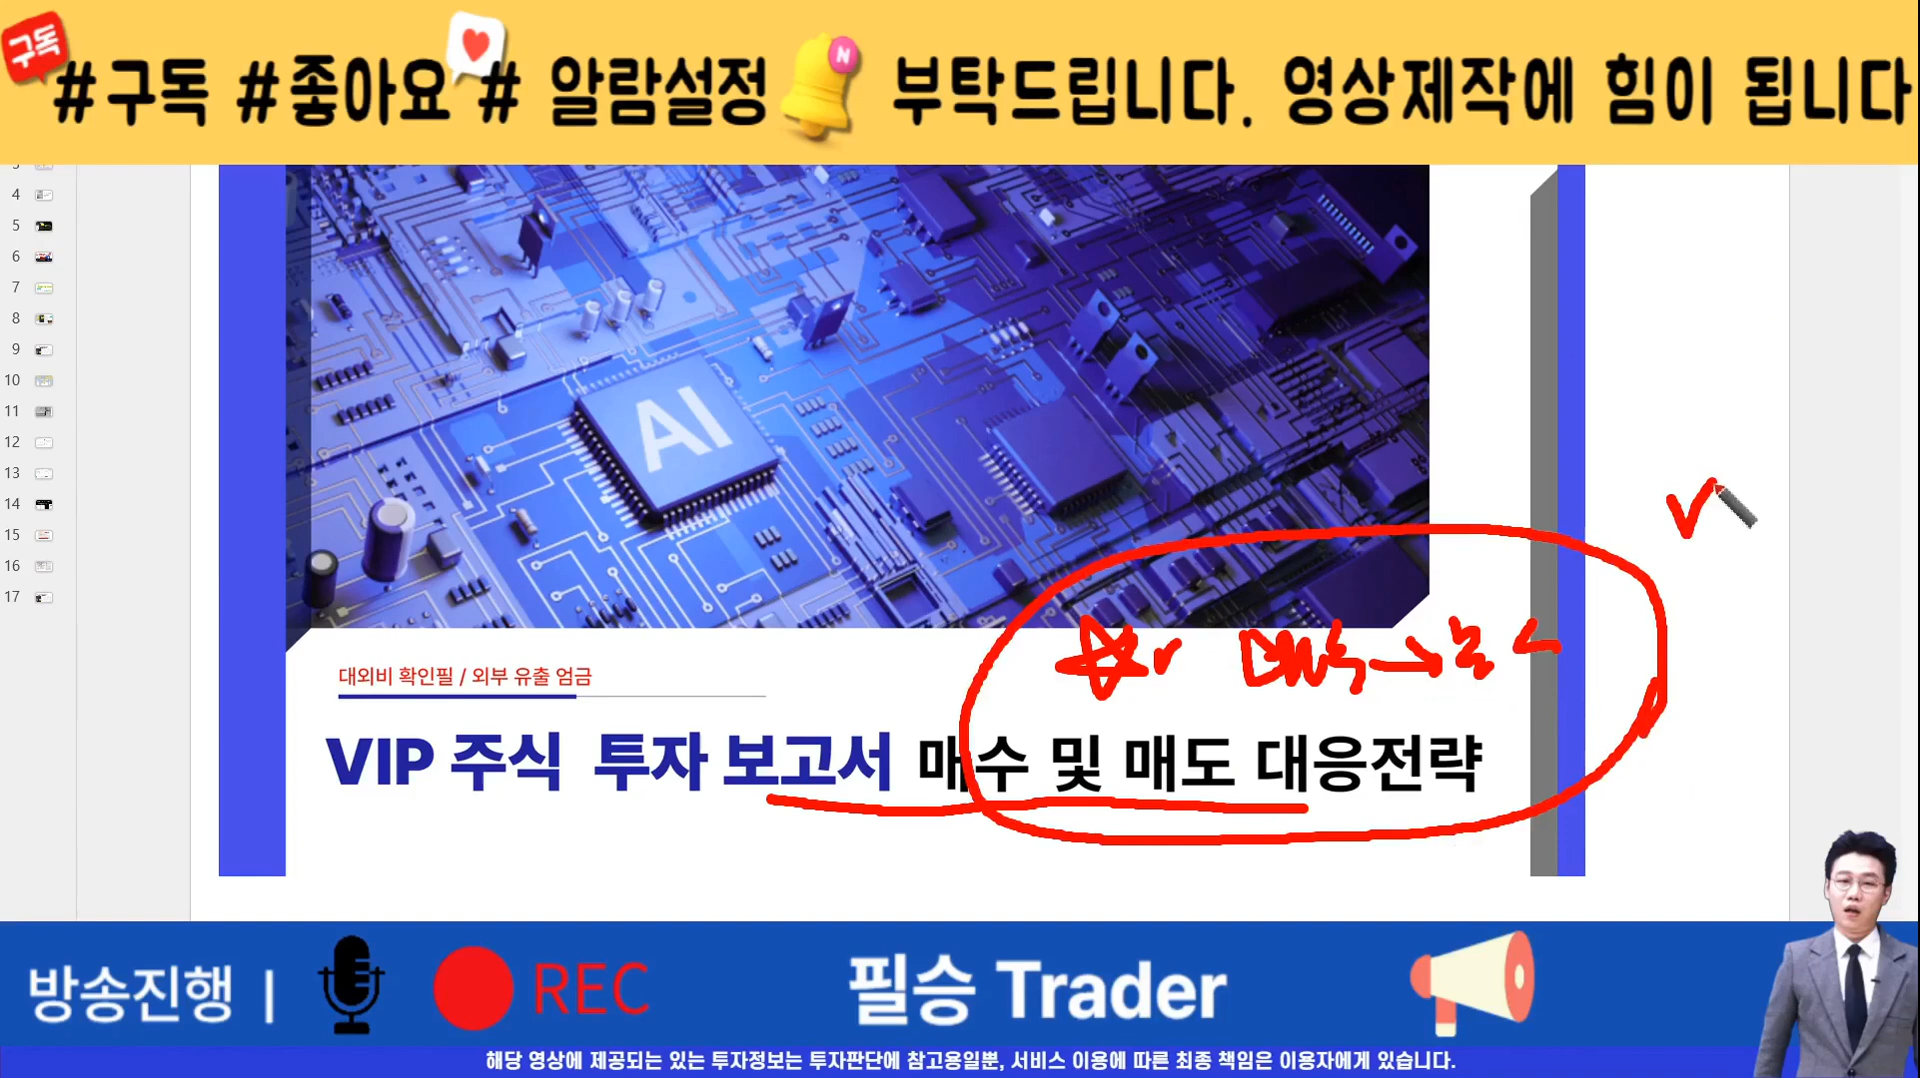 구독
#구독 #좋아요 # 알람설정 N 부탁드립니다. 영상제작에 힘이 됩니다
4
5
6
7
8
9
10
11
12
13
14
15
16
17
AI
대외비 확인필 / 외부 유출 엄금
VIP 주식 투자 보고서 매수 및 매도 대응전략
방송진행 | REC 필승 Trader
해당 영상에 제공되는 있는 투자정보는 투자판단에 참고용일뿐, 서비스 이용에 따른 최종 책임은 이용자에게 있습니다.